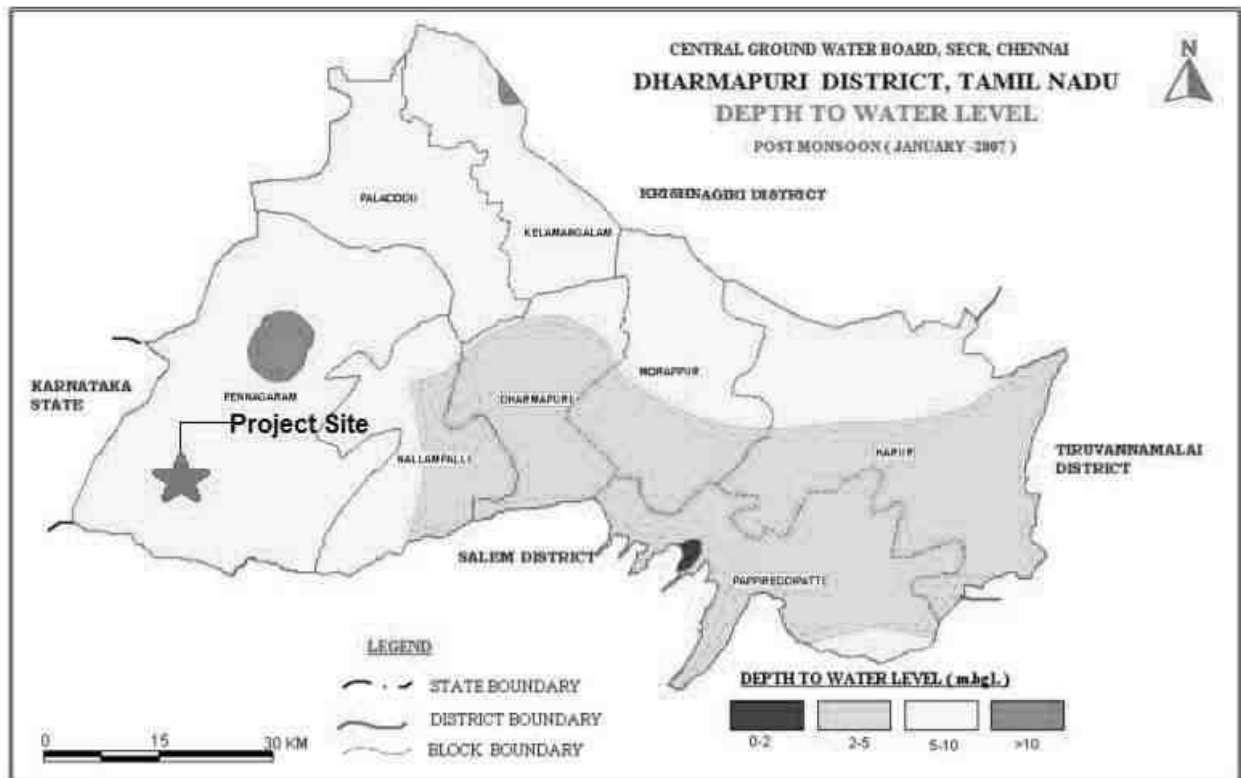 CENTRAL GROUND WATER BOARD, SECR, CHENNAI
N
DHARMAPURI DISTRICT, TAMIL NADU
DEPTH TO WATER LEVEL
POST MONSOON ( JANUARY -2007 )
KRISHNAGIRI DISTRICT
PALACODU
KELAMANGALAM
MORAPPUR
KARNATAKA
STATE
PENNAGARAM
DHARMAPURI
Project Site
HARUR
NALLAMPALLI
TIRUVANNAMALAI
DISTRICT
SALEM DISTRICT
PAPPIREDDIPATTI
LEGEND
STATE BOUNDARY
DISTRICT BOUNDARY
BLOCK BOUNDARY
DEPTH TO WATER LEVEL ( m.bgl. )
0-2 2-5 5-10 >10
0 15 30 KM